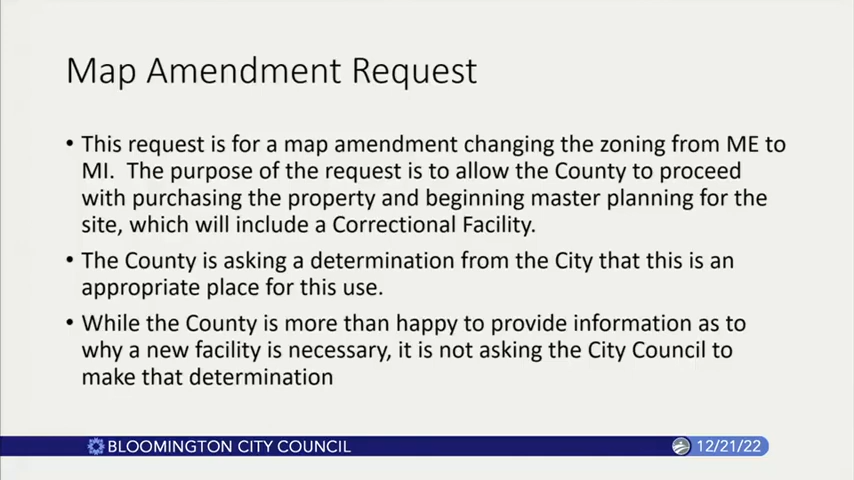 Map Amendment Request
• This request is for a map amendment changing the zoning from ME to
MI.  The purpose of the request is to allow the County to proceed
with purchasing the property and beginning master planning for the
site, which will include a Correctional Facility.
• The County is asking a determination from the City that this is an
appropriate place for this use.
• While the County is more than happy to provide information as to
why a new facility is necessary, it is not asking the City Council to
make that determination
BLOOMINGTON CITY COUNCIL
12/21/22